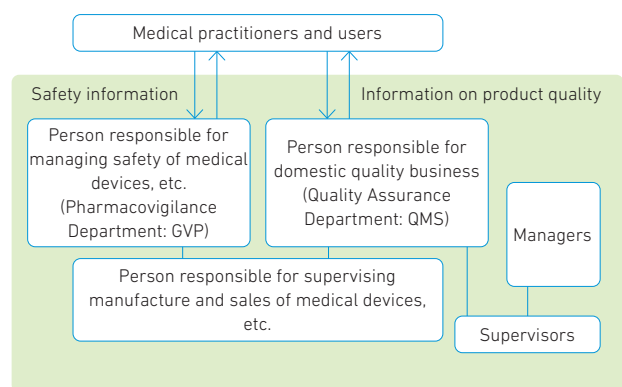 Medical practitioners and users
Safety information
Information on product quality
Person responsible for
managing safety of medical
devices, etc.
(Pharmacovigilance
Department: GVP)
Person responsible for
domestic quality business
(Quality Assurance
Department: QMS)
Managers
Person responsible for supervising
manufacture and sales of medical devices,
etc.
Supervisors